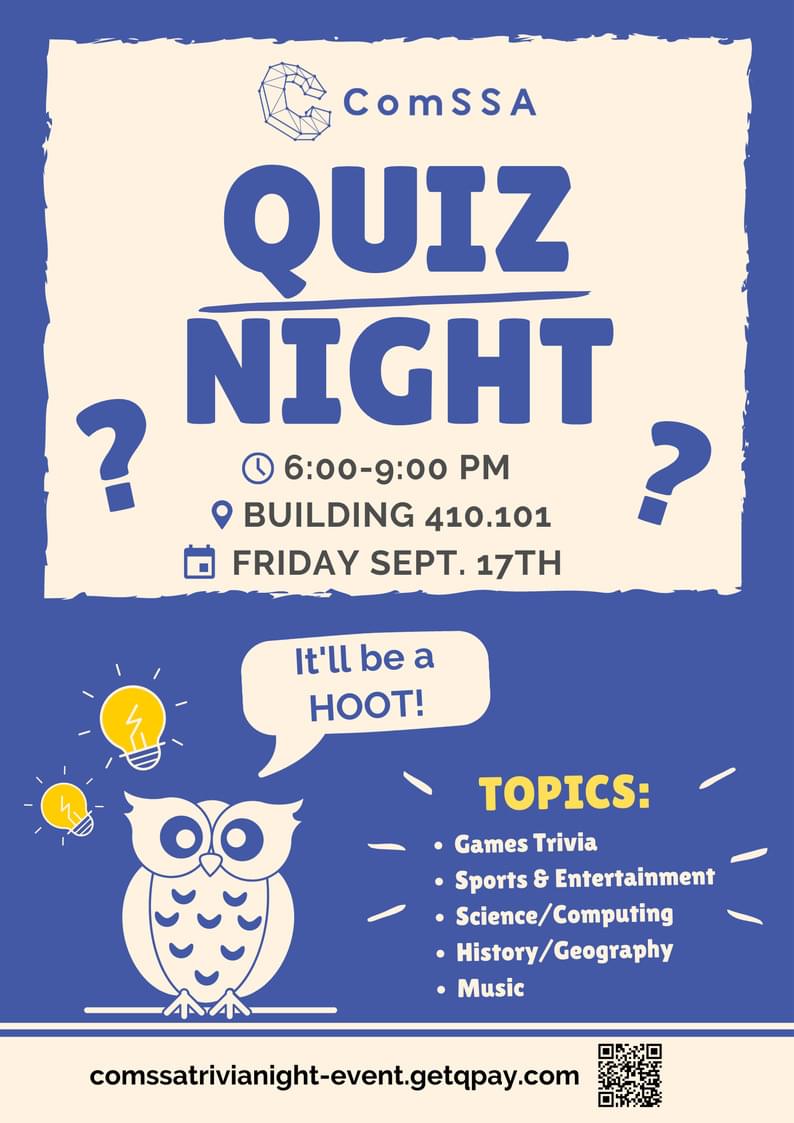 ComSSA
QUIZ
NIGHT
? ?
6:00-9:00 PM
BUILDING 410.101
FRIDAY SEPT. 17TH
It'll be a
HOOT!
TOPICS:
• Games Trivia
• Sports & Entertainment
• Science/Computing
• History/Geography
• Music
comssatrivianight-event.getqpay.com